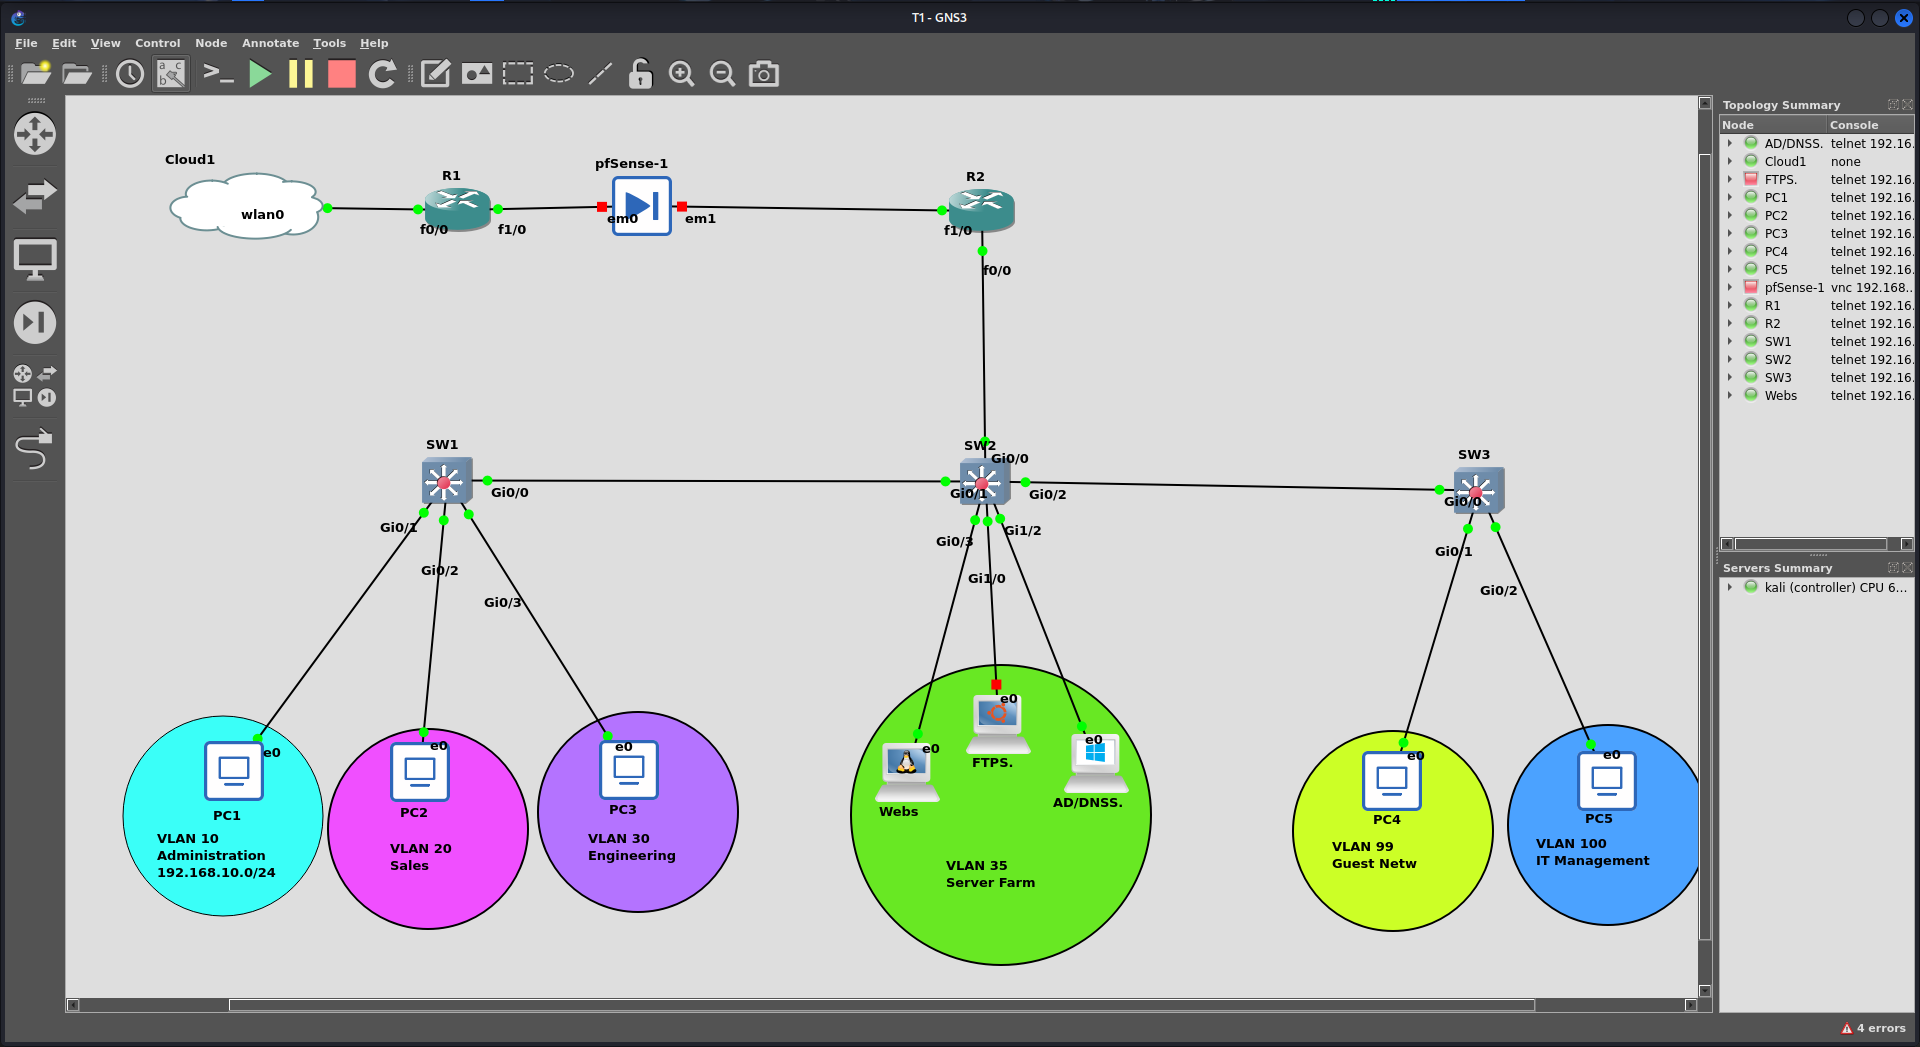 T1 - GNS3
File Edit View Control Node Annotate Tools Help
Cloud1
wlan0
R1
f0/0
f1/0
pfSense-1
em0
em1
R2
f1/0
f0/0
SW1
Gi0/0
Gi0/1
Gi0/2
Gi0/3
SW2
Gi0/0
Gi0/1
Gi0/2
Gi0/3
Gi1/2
Gi1/0
SW3
Gi0/0
Gi0/1
Gi0/2
e0
PC1
VLAN 10
Administration
192.168.10.0/24
e0
PC2
VLAN 20
Sales
e0
PC3
VLAN 30
Engineering
e0
Webs
e0
FTPS.
e0
AD/DNSS.
VLAN 35
Server Farm
e0
PC4
VLAN 99
Guest Netw
e0
PC5
VLAN 100
IT Management
Topology Summary
Node Console
AD/DNSS. telnet 192.16.
Cloud1 none
FTPS. telnet 192.16.
PC1 telnet 192.16.
PC2 telnet 192.16.
PC3 telnet 192.16.
PC4 telnet 192.16.
PC5 telnet 192.16.
pfSense-1 vnc 192.168..
R1 telnet 192.16.
R2 telnet 192.16.
SW1 telnet 192.16.
SW2 telnet 192.16.
SW3 telnet 192.16.
Webs telnet 192.16.
Servers Summary
kali (controller) CPU 6...
4 errors